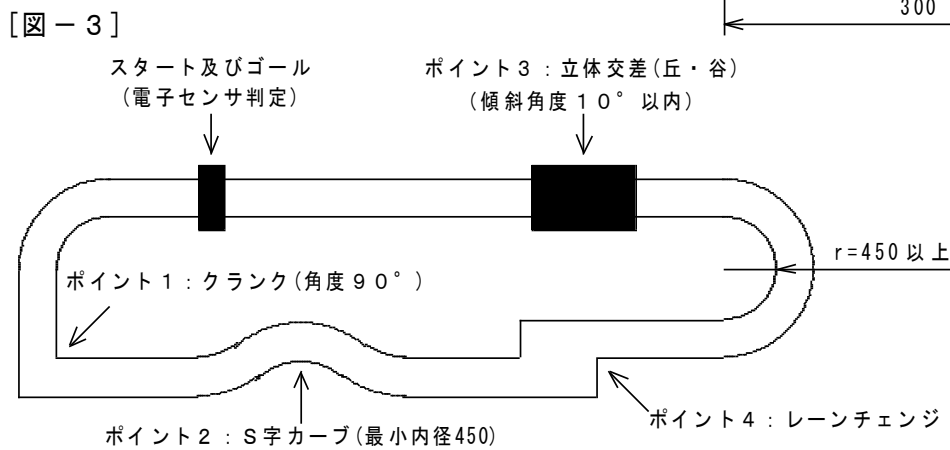 [図－3]
300
スタート及びゴール
(電子センサ判定)
ポイント3：立体交差(丘・谷)
(傾斜角度10°以内)
r=450以上
ポイント1：クランク(角度90°)
ポイント2：S字カーブ(最小内径450)
ポイント4：レーンチェンジ